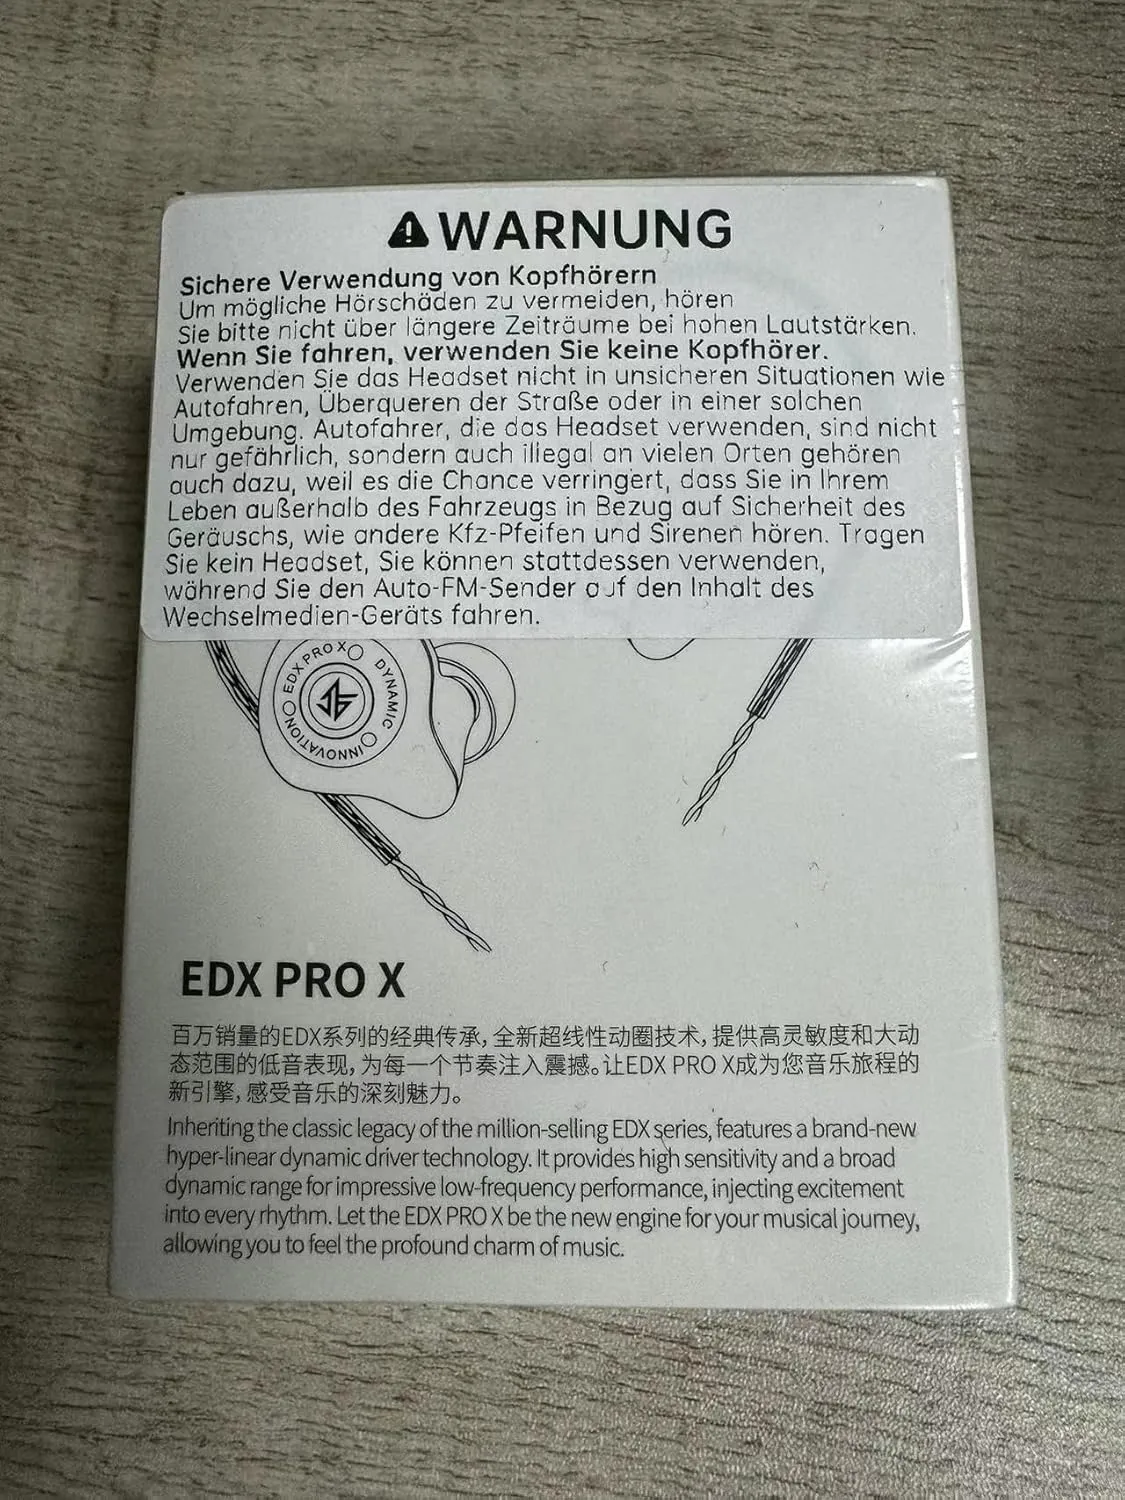 WARNUNG
Sichere Verwendung von Kopfhörern
Um mögliche Hörschäden zu vermeiden, hören
Sie bitte nicht über längere Zeiträume bei hohen Lautstärken.
Wenn Sie fahren, verwenden Sie keine Kopfhörer.
Verwenden Sie das Headset nicht in unsicheren Situationen wie
Autofahren, Überqueren der Straße oder in einer solchen
Umgebung. Autofahrer, die das Headset verwenden, sind nicht
nur gefährlich, sondern auch illegal an vielen Orten gehören
auch dazu, weil es die Chance verringert, dass Sie in Ihrem
Leben außerhalb des Fahrzeugs in Bezug auf Sicherheit des
Geräuschs, wie andere Kfz-Pfeifen und Sirenen hören. Tragen
Sie kein Headset, Sie können stattdessen verwenden,
während Sie den Auto-FM-Sender auf den Inhalt des
Wechselmedien-Geräts fahren.
EDX PRO X
DYNAMIC
INNOVATION
EDX PRO X
百万销量的EDX系列的经典传承,全新超线性动圈技术,提供高灵敏度和大动
态范围的低音表现,为每一个节奏注入震撼。让EDX PRO X成为您音乐旅程的
新引擎,感受音乐的深刻魅力。
Inheriting the classic legacy of the million-selling EDX series, features a brand-new
hyper-linear dynamic driver technology. It provides high sensitivity and a broad
dynamic range for impressive low-frequency performance, injecting excitement
into every rhythm. Let the EDX PRO X be the new engine for your musical journey,
allowing you to feel the profound charm of music.